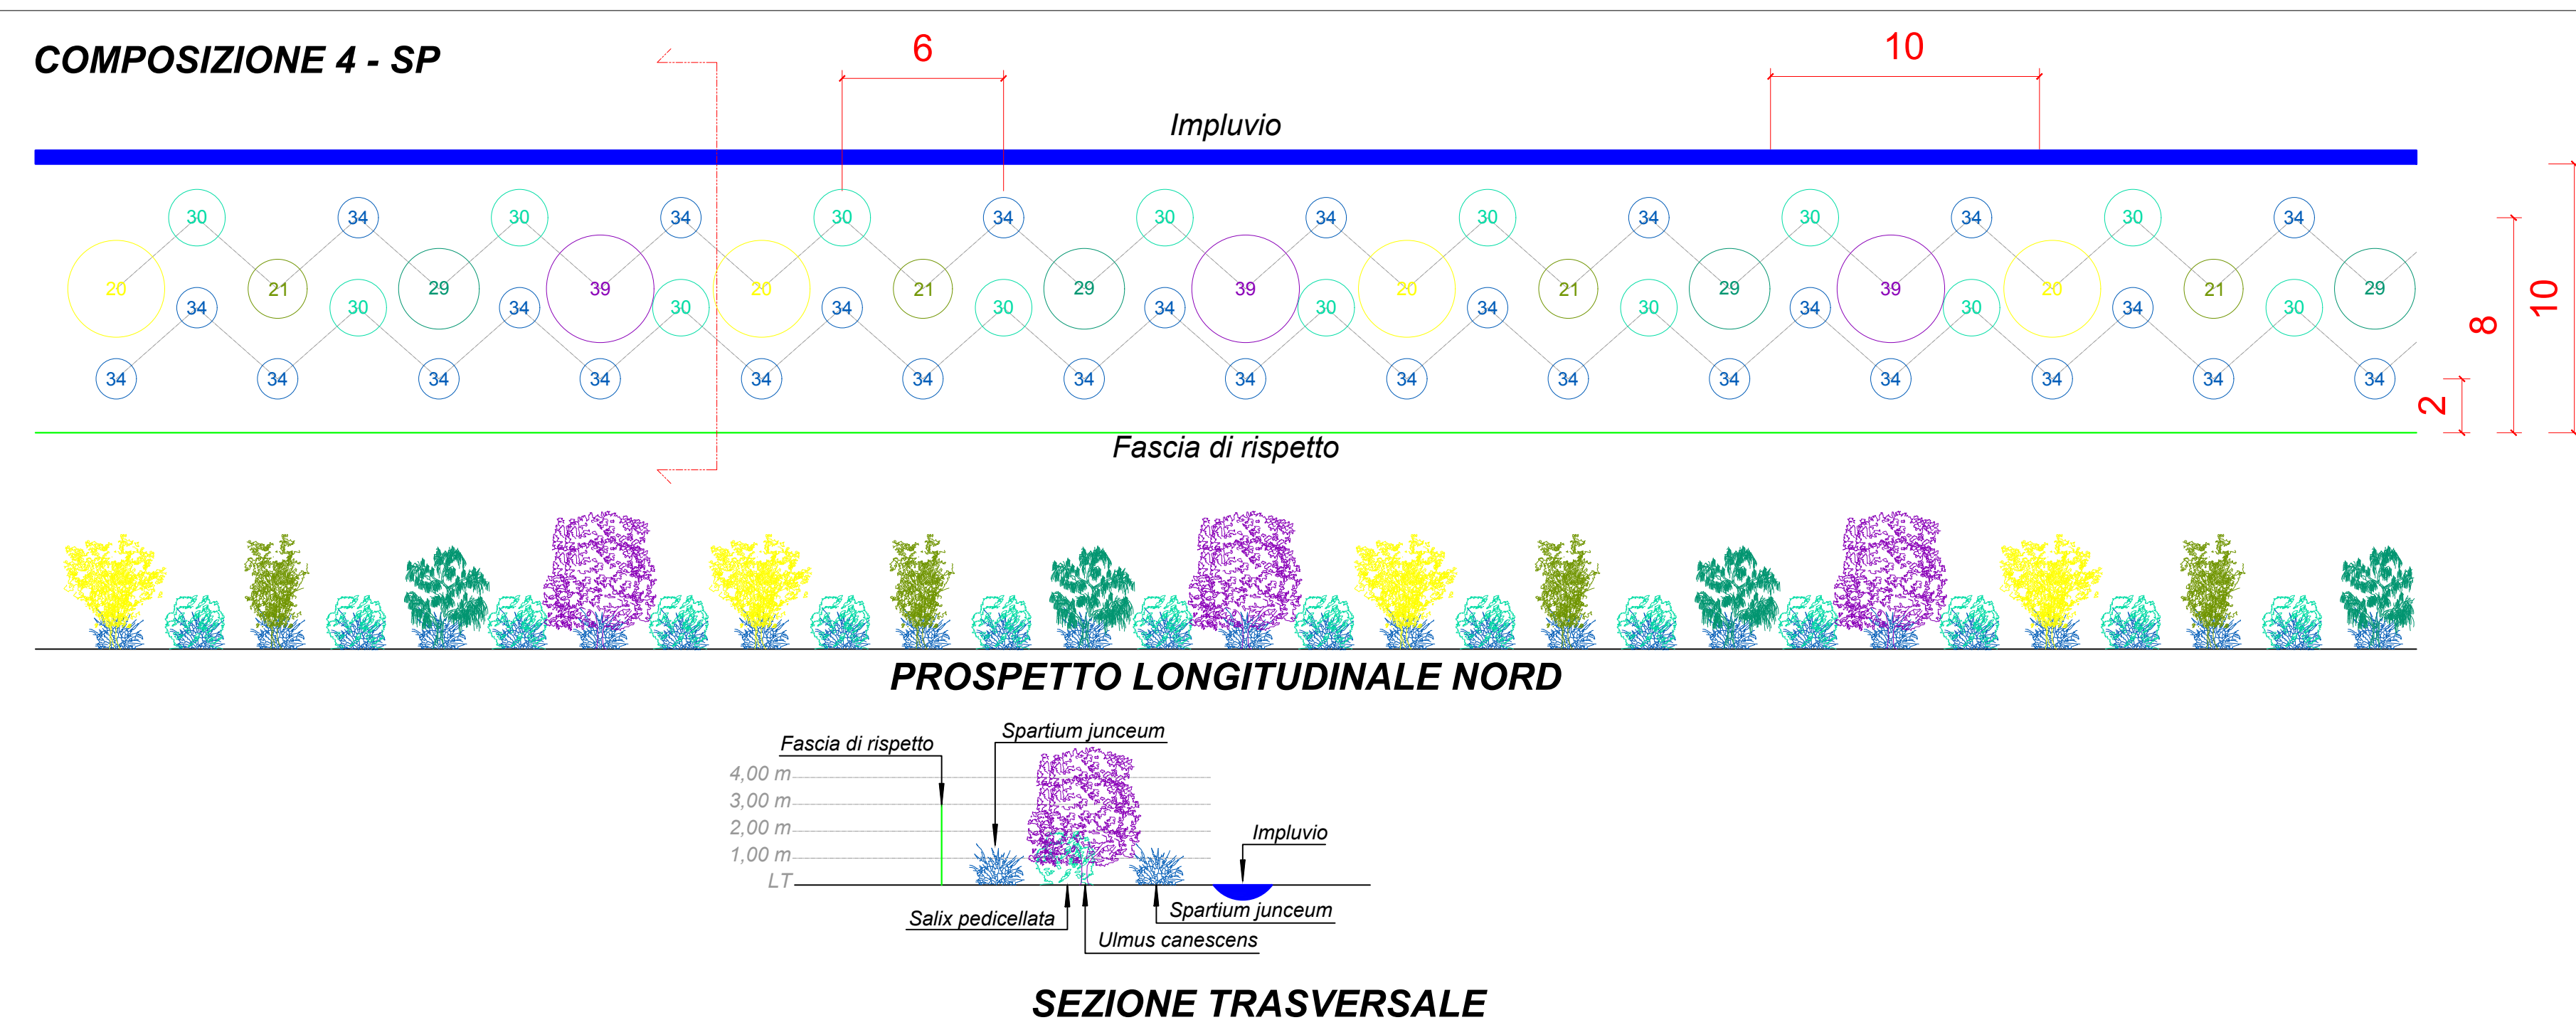 COMPOSIZIONE 4 - SP
6
10
Impluvio
30 34 30 34 30 34 30 34 30 34 30 34 30 34
20 21 29 39 20 21 29 39 20 21 29 39 20 21 29
34 30 34 30 34 30 34 30 34 30 34 30 34 30
34 34 34 34 34 34 34 34 34 34 34 34 34 34 34
2
8
10
Fascia di rispetto
PROSPETTO LONGITUDINALE NORD
Spartium junceum
Fascia di rispetto
4,00 m
3,00 m
2,00 m
Impluvio
1,00 m
LT
Salix pedicellata
Spartium junceum
Ulmus canescens
SEZIONE TRASVERSALE